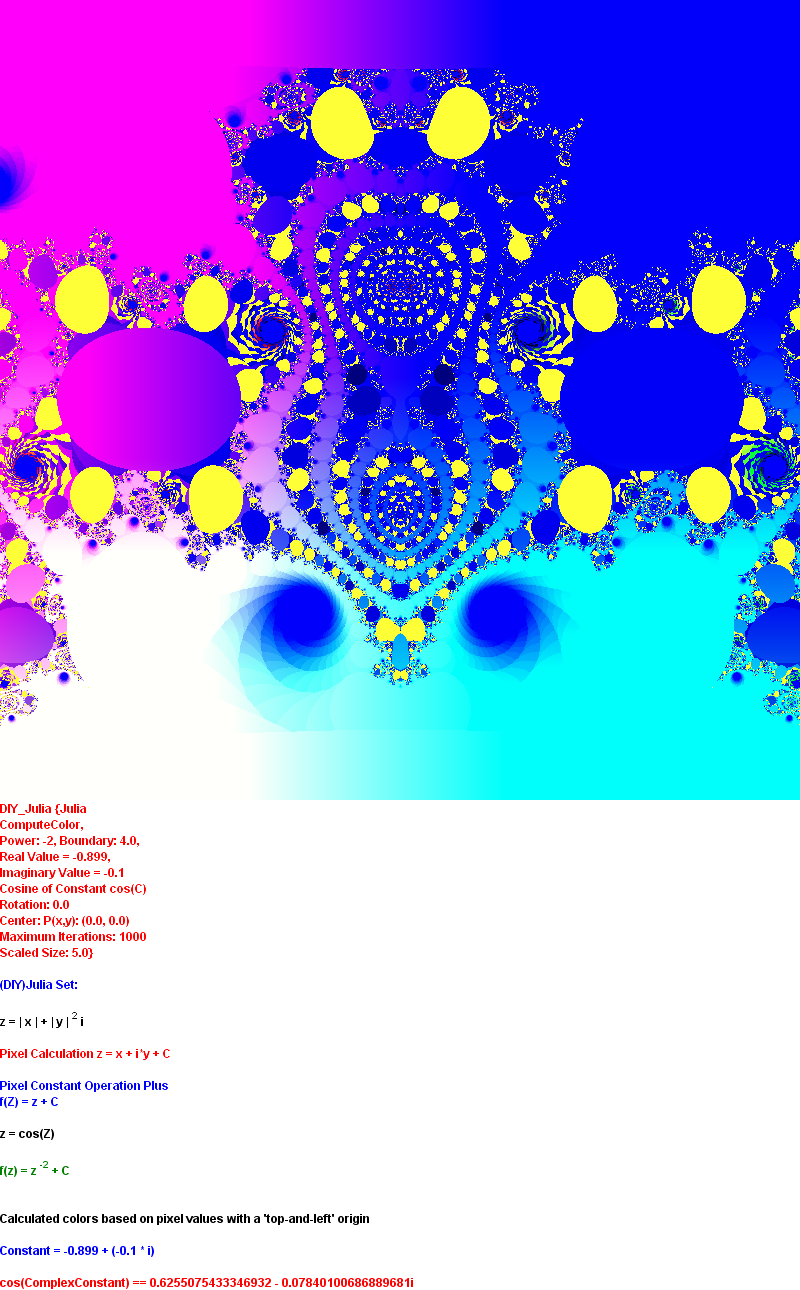 DIY_Julia {Julia
ComputeColor,
Power: -2, Boundary: 4.0,
Real Value = -0.899,
Imaginary Value = -0.1
Cosine of Constant cos(C)
Rotation: 0.0
Center: P(x,y): (0.0, 0.0)
Maximum Iterations: 1000
Scaled Size: 5.0}
(DIY)Julia Set:
z = | x | + | y | ² i
Pixel Calculation z = x + i*y + C
Pixel Constant Operation Plus
f(Z) = z + C
z = cos(Z)
f(z) = z ⁻² + C
Calculated colors based on pixel values with a 'top-and-left' origin
Constant = -0.899 + (-0.1 * i)
cos(ComplexConstant) == 0.6255075433346932 - 0.07840100686889681i